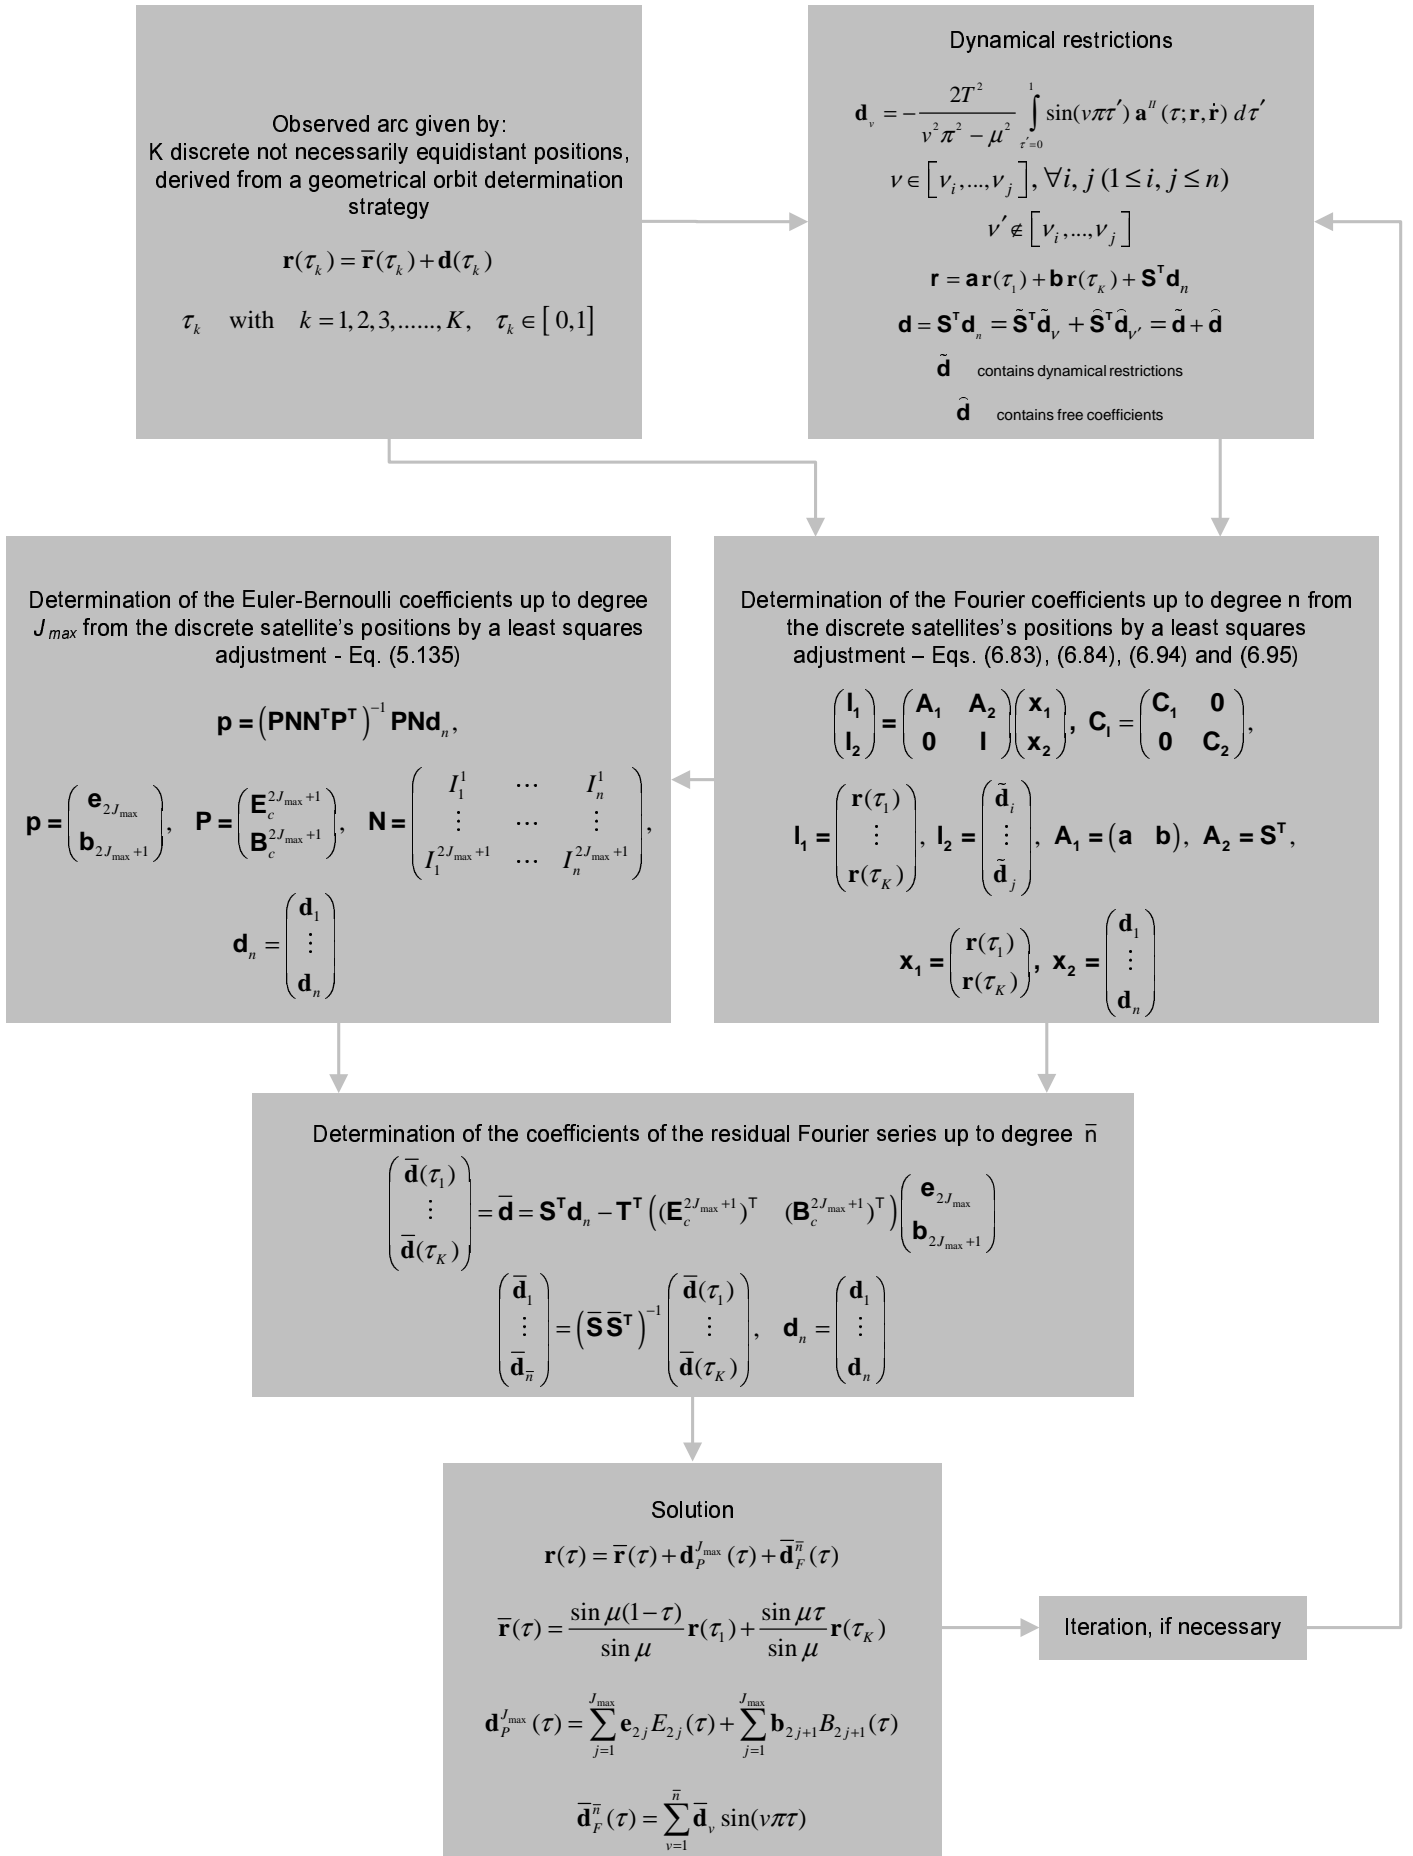 Observed arc given by:
K discrete not necessarily equidistant positions,
derived from a geometrical orbit determination
strategy
r(τ_k) = r̄(τ_k) + d(τ_k)
τ_k with k = 1, 2, 3, ......, K, τ_k ∈ [ 0,1]
Dynamical restrictions
d_ν = − 2T² / (ν²π² − μ²) ∫_{τ′=0}^{1} sin(νπτ′) a^{II} (τ; r, ṙ) dτ′
ν ∈ [ν_i, ..., ν_j], ∀i, j (1 ≤ i, j ≤ n)
ν′ ∉ [ν_i, ..., ν_j]
r = a r(τ_1) + b r(τ_K) + S^T d_n
d = S^T d_n = S̃^T d̃_ν + S̑^T d̑_ν′ = d̃ + d̑
d̃ contains dynamical restrictions
d̑ contains free coefficients
Determination of the Euler-Bernoulli coefficients up to degree
J_max from the discrete satellite's positions by a least squares
adjustment - Eq. (5.135)
p = (PNN^T P^T)^{−1} PNd_n,
p = (e_{2J_max} ; b_{2J_max+1}), P = (E_c^{2J_max+1} ; B_c^{2J_max+1}), N = (I_1^1 ⋯ I_n^1 ; ⋮ ⋯ ⋮ ; I_1^{2J_max+1} ⋯ I_n^{2J_max+1}),
d_n = (d_1 ; ⋮ ; d_n)
Determination of the Fourier coefficients up to degree n from
the discrete satellites's positions by a least squares
adjustment – Eqs. (6.83), (6.84), (6.94) and (6.95)
(l_1 ; l_2) = (A_1 A_2 ; 0 I)(x_1 ; x_2), C_l = (C_1 0 ; 0 C_2),
l_1 = (r(τ_1) ; ⋮ ; r(τ_K)), l_2 = (d̃_i ; ⋮ ; d̃_j), A_1 = (a b), A_2 = S^T,
x_1 = (r(τ_1) ; r(τ_K)), x_2 = (d_1 ; ⋮ ; d_n)
Determination of the coefficients of the residual Fourier series up to degree n̄
(d̄(τ_1) ; ⋮ ; d̄(τ_K)) = d̄ = S^T d_n − T^T ((E_c^{2J_max+1})^T (B_c^{2J_max+1})^T)(e_{2J_max} ; b_{2J_max+1})
(d̄_1 ; ⋮ ; d̄_n̄) = (S̄ S̄^T)^{−1} (d̄(τ_1) ; ⋮ ; d̄(τ_K)), d_n = (d_1 ; ⋮ ; d_n)
Solution
r(τ) = r̄(τ) + d_P^{J_max}(τ) + d̄_F^{n̄}(τ)
r̄(τ) = sin μ(1−τ) / sin μ r(τ_1) + sin μτ / sin μ r(τ_K)
d_P^{J_max}(τ) = ∑_{j=1}^{J_max} e_{2j} E_{2j}(τ) + ∑_{j=1}^{J_max} b_{2j+1} B_{2j+1}(τ)
d̄_F^{n̄}(τ) = ∑_{ν=1}^{n̄} d̄_ν sin(νπτ)
Iteration, if necessary